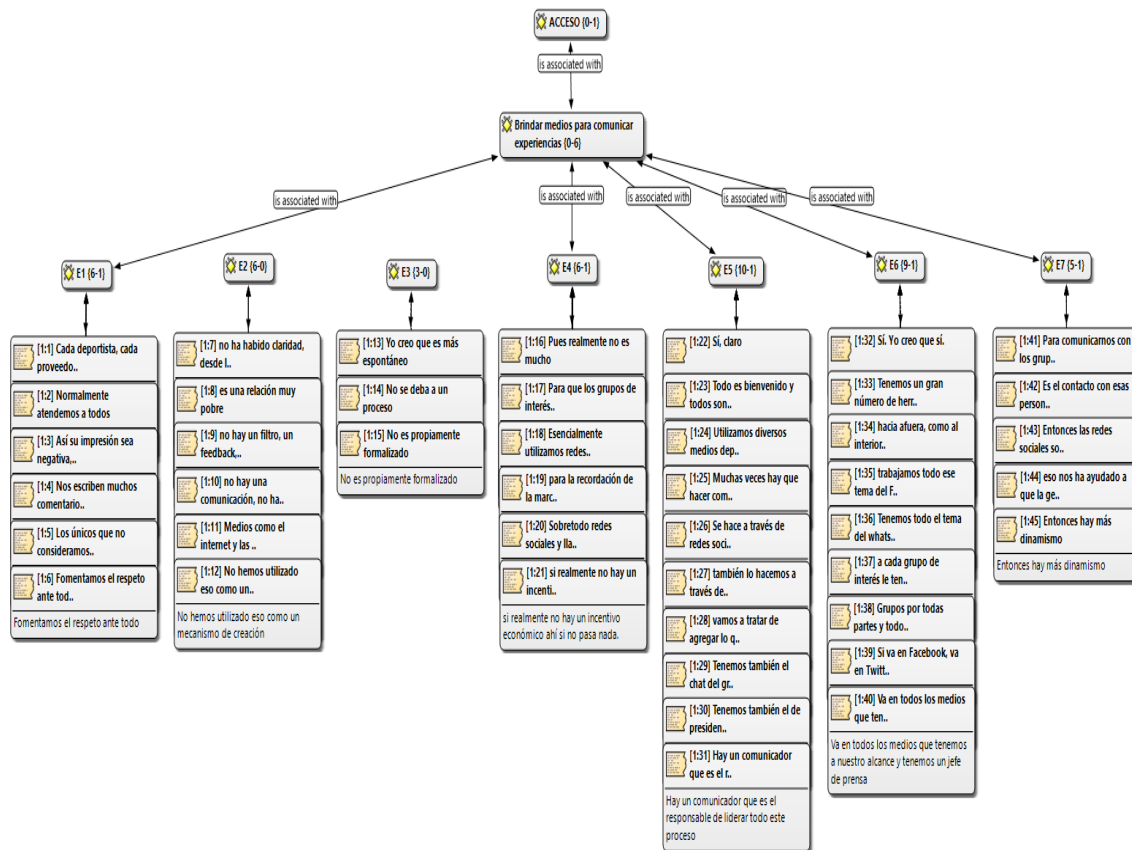 ACCESO {0-1}
is associated with
Brindar medios para comunicar
experiencias {0-6}
is associated with
is associated with
is associated with
is associated with
is associated with
E1 {6-1}
[1:1] Cada deportista, cada
proveedo..
[1:2] Normalmente
atendemos a todos
[1:3] Así su impresión sea
negativa,..
[1:4] Nos escriben muchos
comentario..
[1:5] Los únicos que no
consideramos..
[1:6] Fomentamos el respeto
ante tod..
Fomentamos el respeto ante todo
E2 {6-0}
[1:7] no ha habido claridad,
desde l..
[1:8] es una relación muy
pobre
[1:9] no hay un filtro, un
feedback,..
[1:10] no hay una
comunicación, no ha..
[1:11] Medios como el
internet y las ..
[1:12] No hemos utilizado
eso como un..
No hemos utilizado eso como un
mecanismo de creación
E3 {3-0}
[1:13] Yo creo que es más
espontáneo
[1:14] No se deba a un
proceso
[1:15] No es propiamente
formalizado
No es propiamente formalizado
E4 {6-1}
[1:16] Pues realmente no es
mucho
[1:17] Para que los grupos de
interés..
[1:18] Esencialmente
utilizamos redes..
[1:19] para la recordación de
la marc..
[1:20] Sobretodo redes
sociales y lla..
[1:21] si realmente no hay un
incenti..
si realmente no hay un incentivo
económico ahí si no pasa nada.
E5 {10-1}
[1:22] Sí, claro
[1:23] Todo es bienvenido y
todos son..
[1:24] Utilizamos diversos
medios dep..
[1:25] Muchas veces hay que
hacer com..
[1:26] Se hace a través de
redes soci..
[1:27] también lo hacemos a
través de..
[1:28] vamos a tratar de
agregar lo q..
[1:29] Tenemos también el
chat del gr..
[1:30] Tenemos también el de
presiden..
[1:31] Hay un comunicador
que es el r..
Hay un comunicador que es el
responsable de liderar todo este
proceso
E6 {9-1}
[1:32] Sí. Yo creo que sí.
[1:33] Tenemos un gran
número de herr..
[1:34] hacia afuera, como al
interior..
[1:35] trabajamos todo ese
tema del F..
[1:36] Tenemos todo el tema
del whats..
[1:37] a cada grupo de
interés le ten..
[1:38] Grupos por todas
partes y todo..
[1:39] Si va en Facebook, va
en Twitt..
[1:40] Va en todos los medios
que ten..
Va en todos los medios que tenemos
a nuestro alcance y tenemos un jefe
de prensa
E7 {5-1}
[1:41] Para comunicarnos con
los grup..
[1:42] Es el contacto con esas
person..
[1:43] Entonces las redes
sociales so..
[1:44] eso nos ha ayudado a
que la ge..
[1:45] Entonces hay más
dinamismo
Entonces hay más dinamismo